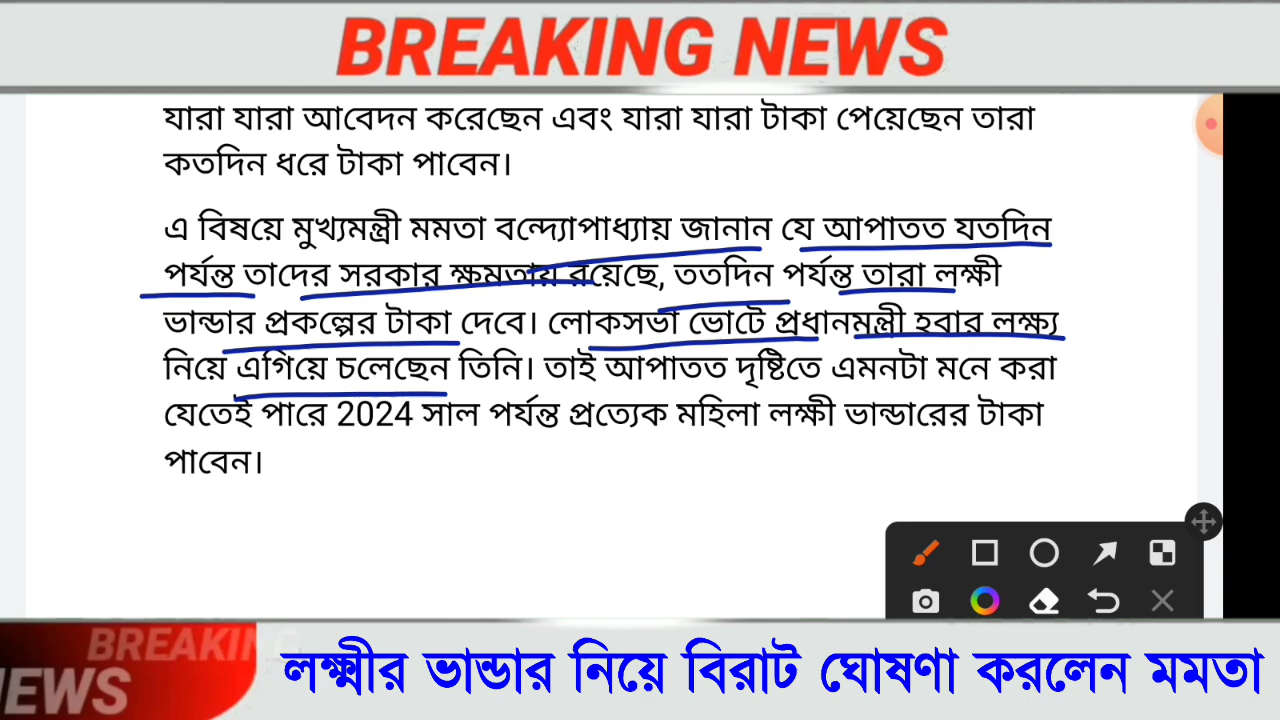 BREAKING NEWS
যারা যারা আবেদন করেছেন এবং যারা যারা টাকা পেয়েছেন তারা
কতদিন ধরে টাকা পাবেন।
এ বিষয়ে মুখ্যমন্ত্রী মমতা বন্দ্যোপাধ্যায় জানান যে আপাতত যতদিন
পর্যন্ত তাদের সরকার ক্ষমতায় রয়েছে, ততদিন পর্যন্ত তারা লক্ষী
ভান্ডার প্রকল্পের টাকা দেবে। লোকসভা ভোটে প্রধানমন্ত্রী হবার লক্ষ্য
নিয়ে এগিয়ে চলেছেন তিনি। তাই আপাতত দৃষ্টিতে এমনটা মনে করা
যেতেই পারে 2024 সাল পর্যন্ত প্রত্যেক মহিলা লক্ষী ভান্ডারের টাকা
পাবেন।
BREAKING
NEWS
লক্ষ্মীর ভান্ডার নিয়ে বিরাট ঘোষণা করলেন মমতা